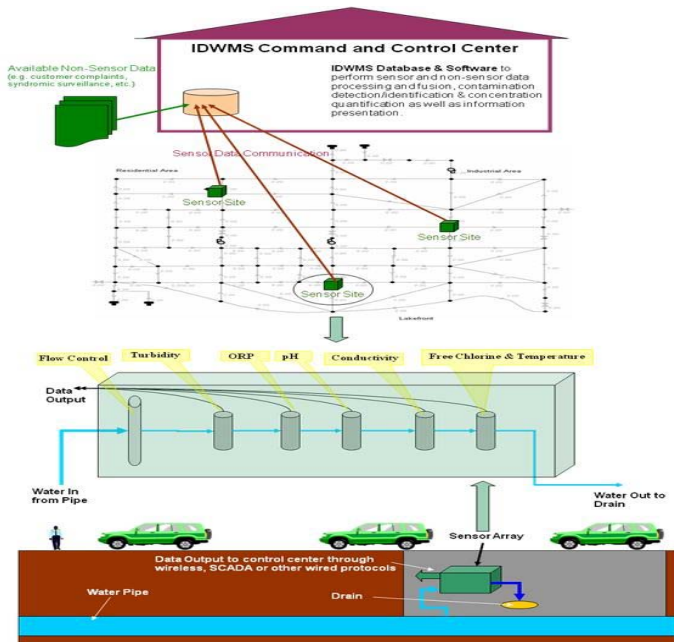 IDWMS Command and Control Center
Available Non-Sensor Data
(e.g. customer complaints,
syndromic surveillance, etc.)
IDWMS Database & Software to
perform sensor and non-sensor data
processing and fusion, contamination
detection/identification & concentration
quantification as well as information
presentation.
Sensor Data Communication
Residential Area
Industrial Area
Sensor Site
Sensor Site
Sensor Site
Lakefront
Flow Control
Turbidity
ORP
pH
Conductivity
Free Chlorine & Temperature
Data
Output
Water In
from Pipe
Water Out to
Drain
Sensor Array
Data Output to control center through
wireless, SCADA or other wired protocols
Water Pipe
Drain